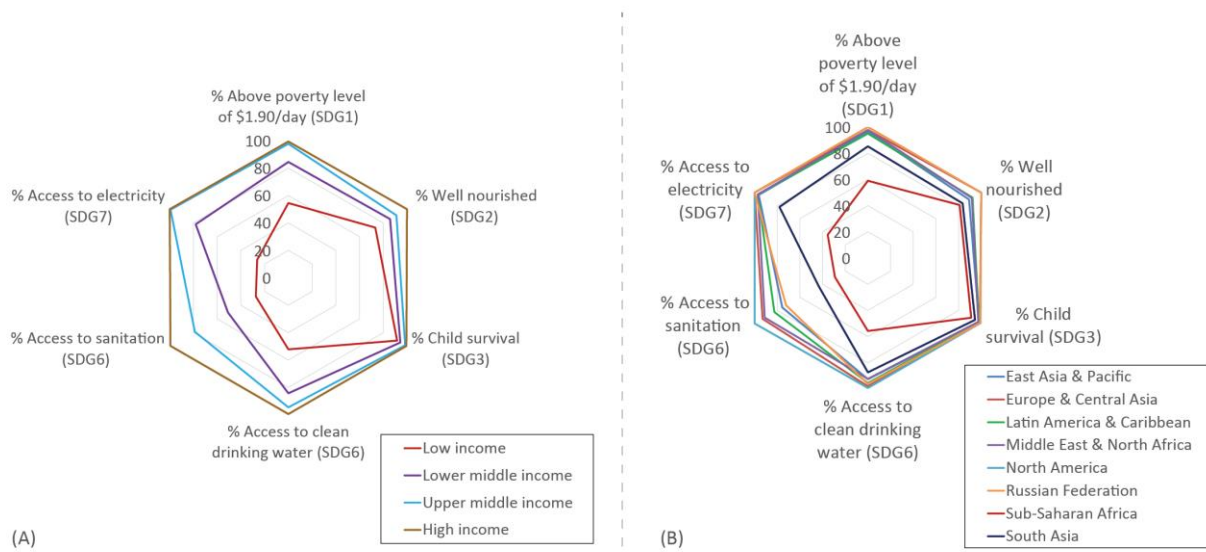 % Above poverty level
of $1.90/day (SDG1)
100
80
60
40
20
0
% Well nourished
(SDG2)
% Child survival
(SDG3)
% Access to clean
drinking water (SDG6)
% Access to sanitation
(SDG6)
% Access to electricity
(SDG7)
Low income
Lower middle income
Upper middle income
High income
(A)
% Above
poverty level
of $1.90/day
(SDG1)
100
80
60
40
20
0
% Well
nourished
(SDG2)
% Child
survival (SDG3)
% Access to
clean drinking
water (SDG6)
% Access to
sanitation
(SDG6)
% Access to
electricity
(SDG7)
East Asia & Pacific
Europe & Central Asia
Latin America & Caribbean
Middle East & North Africa
North America
Russian Federation
Sub-Saharan Africa
South Asia
(B)